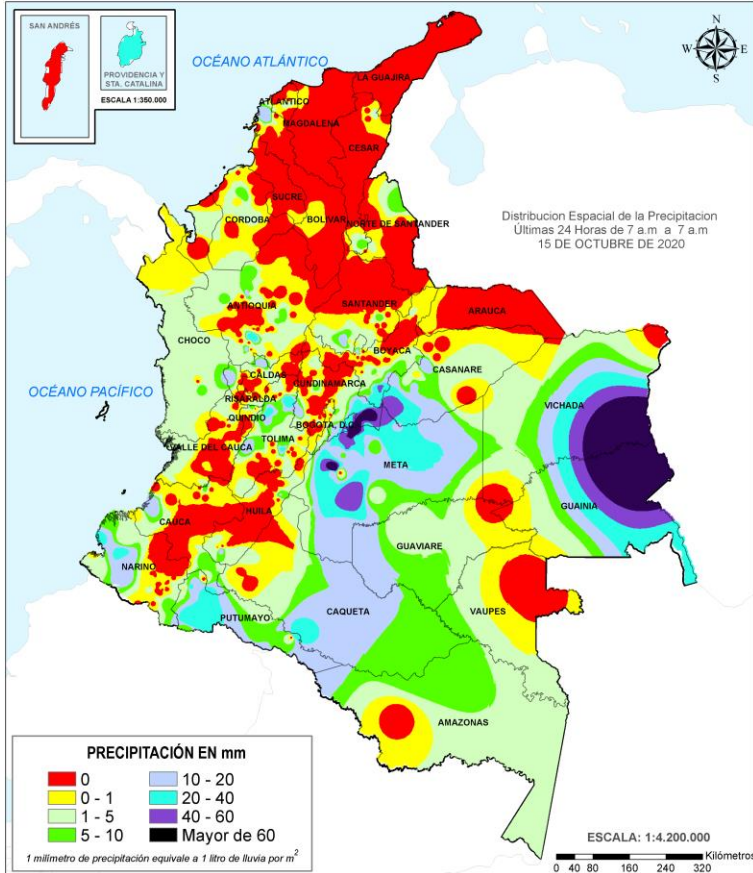 SAN ANDRÉS
PROVIDENCIA Y
STA. CATALINA
ESCALA 1:350.000
N
W E
S
OCÉANO ATLÁNTICO
LA GUAJIRA
ATLANTICO
MAGDALENA
CESAR
SUCRE
CORDOBA
BOLIVAR
NORTE DE SANTANDER
Distribucion Espacial de la Precipitacion
Últimas 24 Horas de 7 a.m a 7 a.m
15 DE OCTUBRE DE 2020
ANTIOQUIA
SANTANDER
ARAUCA
CHOCO
BOYACA
CASANARE
CALDAS
CUNDINAMARCA
OCÉANO PACÍFICO
RISARALDA
QUINDIO
BOGOTA, D.C
VICHADA
TOLIMA
VALLE DEL CAUCA
META
GUAINIA
CAUCA
HUILA
GUAVIARE
NARIÑO
PUTUMAYO
CAQUETA
VAUPES
AMAZONAS
PRECIPITACIÓN EN mm
0
0 - 1
1 - 5
5 - 10
10 - 20
20 - 40
40 - 60
Mayor de 60
1 milímetro de precipitación equivale a 1 litro de lluvia por m²
ESCALA: 1:4.200.000
Kilómetros
0 40 80 160 240 320